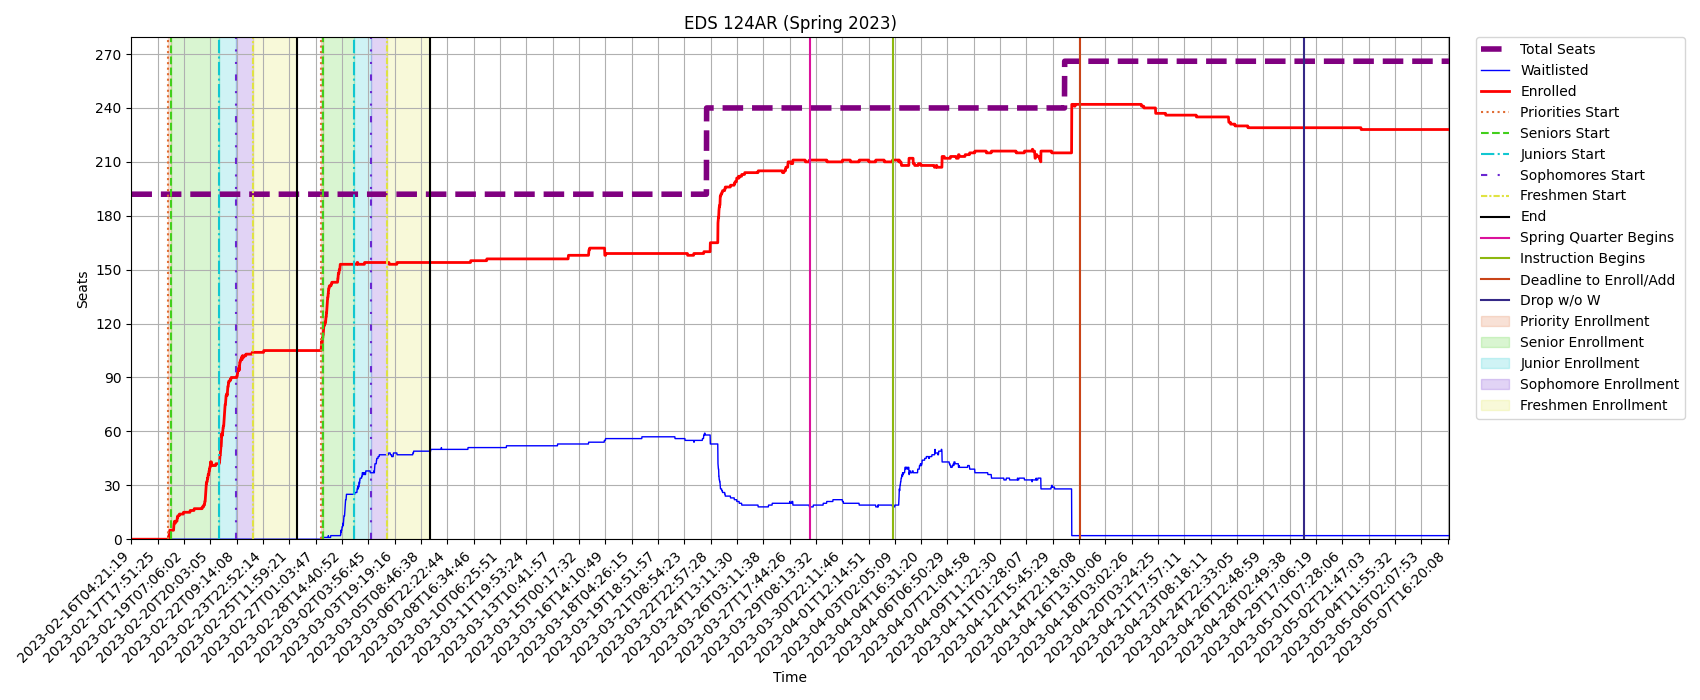 EDS 124AR (Spring 2023)
Seats
270
240
210
180
150
120
90
60
30
0
2023-02-16T04:21:19
2023-02-17T17:51:25
2023-02-19T07:06:02
2023-02-20T20:03:05
2023-02-22T09:14:08
2023-02-23T22:52:14
2023-02-25T11:59:21
2023-02-27T01:03:47
2023-02-28T14:40:52
2023-03-02T03:56:45
2023-03-03T19:19:16
2023-03-05T08:46:38
2023-03-06T22:22:44
2023-03-08T16:34:46
2023-03-10T06:25:51
2023-03-11T19:53:24
2023-03-13T10:41:57
2023-03-15T00:17:32
2023-03-16T14:10:49
2023-03-18T04:26:15
2023-03-19T18:51:57
2023-03-21T08:54:23
2023-03-22T22:57:28
2023-03-24T13:11:30
2023-03-26T03:11:38
2023-03-27T17:44:26
2023-03-29T08:13:32
2023-03-30T22:11:46
2023-04-01T12:14:51
2023-04-03T02:05:09
2023-04-04T16:31:20
2023-04-06T06:50:29
2023-04-07T21:04:58
2023-04-09T11:22:30
2023-04-11T01:28:07
2023-04-12T15:45:29
2023-04-14T22:18:08
2023-04-16T13:10:06
2023-04-18T03:02:26
2023-04-20T03:24:25
2023-04-21T17:57:11
2023-04-23T08:18:11
2023-04-24T22:33:05
2023-04-26T12:48:59
2023-04-28T02:49:38
2023-04-29T17:06:19
2023-05-01T07:28:06
2023-05-02T21:47:03
2023-05-04T11:55:32
2023-05-06T02:07:53
2023-05-07T16:20:08
Time
Total Seats
Waitlisted
Enrolled
Priorities Start
Seniors Start
Juniors Start
Sophomores Start
Freshmen Start
End
Spring Quarter Begins
Instruction Begins
Deadline to Enroll/Add
Drop w/o W
Priority Enrollment
Senior Enrollment
Junior Enrollment
Sophomore Enrollment
Freshmen Enrollment